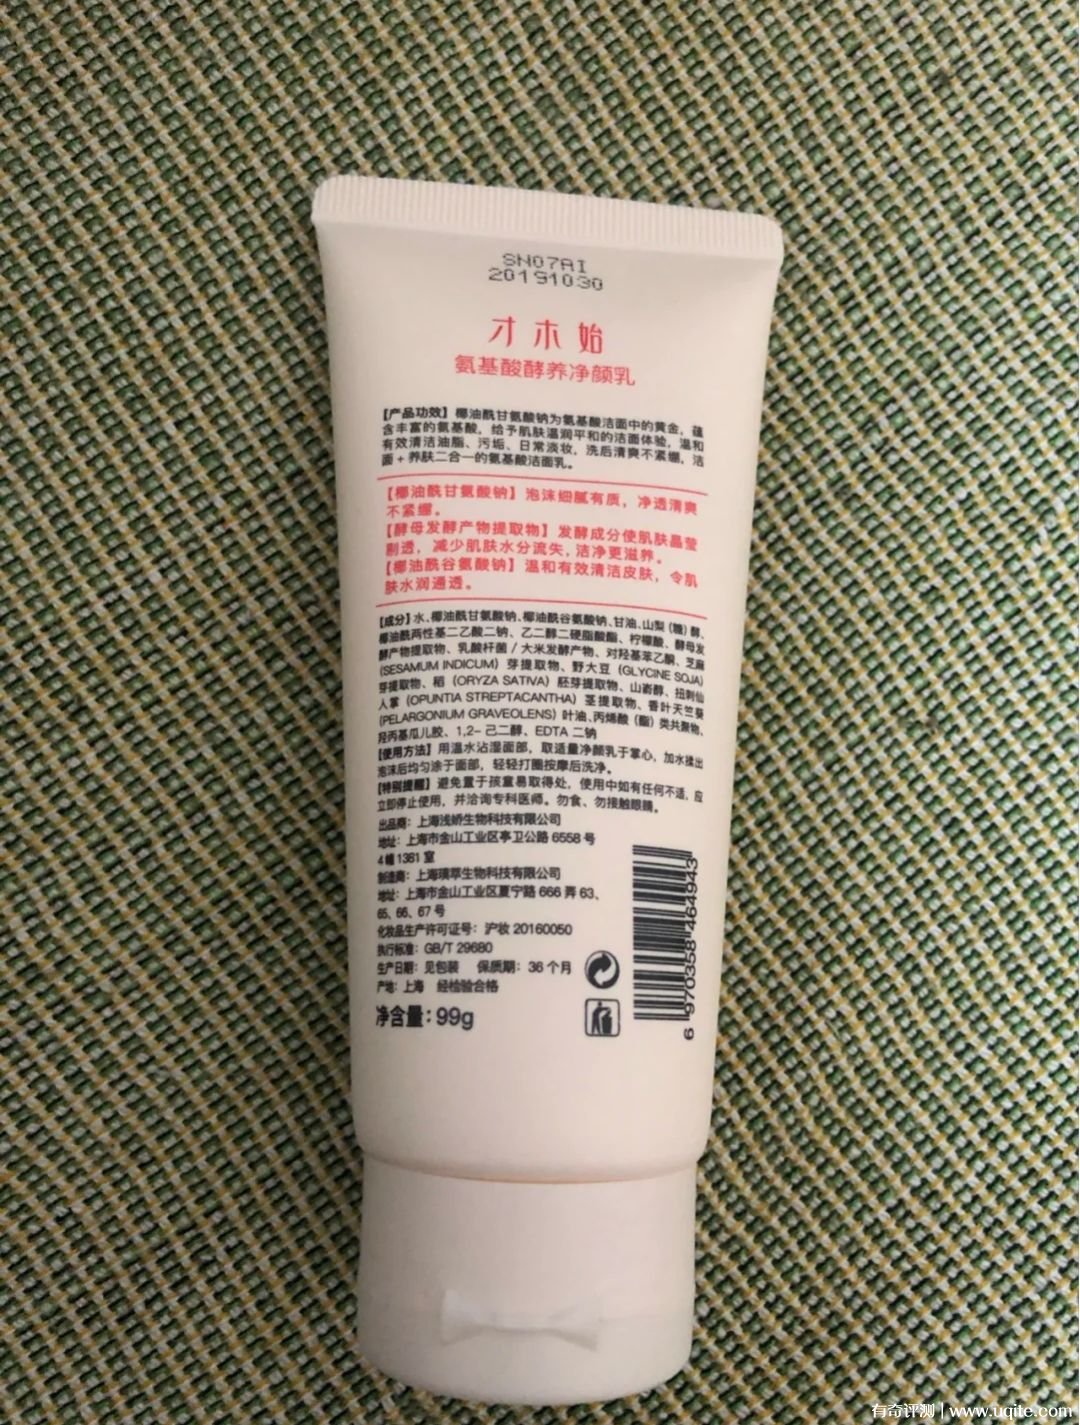 SN07AI
20191030
才木始
氨基酸酵养净颜乳
【产品功效】椰油酰甘氨酸钠为氨基酸洁面中的黄金，蕴
含丰富的氨基酸，给予肌肤温润平和的洁面体验，温和
有效清洁油脂、污垢、日常淡妆，洗后清爽不紧绷，洁
面+养肤二合一的氨基酸洁面乳。
【椰油酰甘氨酸钠】泡沫细腻有质，净透清爽
不紧绷。
【酵母发酵产物提取物】发酵成分使肌肤晶莹
剔透，减少肌肤水分流失，洁净更滋养。
【椰油酰谷氨酸钠】温和有效清洁皮肤，令肌
肤水润通透。
【成分】水、椰油酰甘氨酸钠、椰油酰谷氨酸钠、甘油、山梨（糖）醇、
椰油酰两性基二乙酸二钠、乙二醇二硬脂酸酯、柠檬酸、酵母发
酵产物提取物、乳酸杆菌/大米发酵产物、对羟基苯乙酮、芝麻
（SESAMUM INDICUM）芽提取物、野大豆（GLYCINE SOJA）
芽提取物、稻（ORYZA SATIVA）胚芽提取物、山嵛醇、扭刺仙
人掌（OPUNTIA STREPTACANTHA）茎提取物、香叶天竺葵
（PELARGONIUM GRAVEOLENS）叶油、丙烯酸（酯）类共聚物、
羟丙基瓜儿胶、1,2-己二醇、EDTA 二钠
【使用方法】用温水沾湿面部，取适量净颜乳于掌心，加水揉出
泡沫后均匀涂于面部，轻轻打圈按摩后洗净。
【特别提醒】避免置于孩童易取得处，使用中如有任何不适，应
立即停止使用，并洽询专科医师。勿食、勿接触眼睛。
出品商：上海浅娇生物科技有限公司
地址：上海市金山工业区亭卫公路 6558 号
4 幢 1381 室
制造商：上海璞萃生物科技有限公司
地址：上海市金山工业区夏宁路 666 弄 63、
65、66、67 号
化妆品生产许可证号：沪妆 20160050
执行标准：GB/T 29680
生产日期：见包装 保质期：36 个月
产地：上海 经检验合格
净含量：99g
6 970358 464943
有奇评测 | www.uqite.com